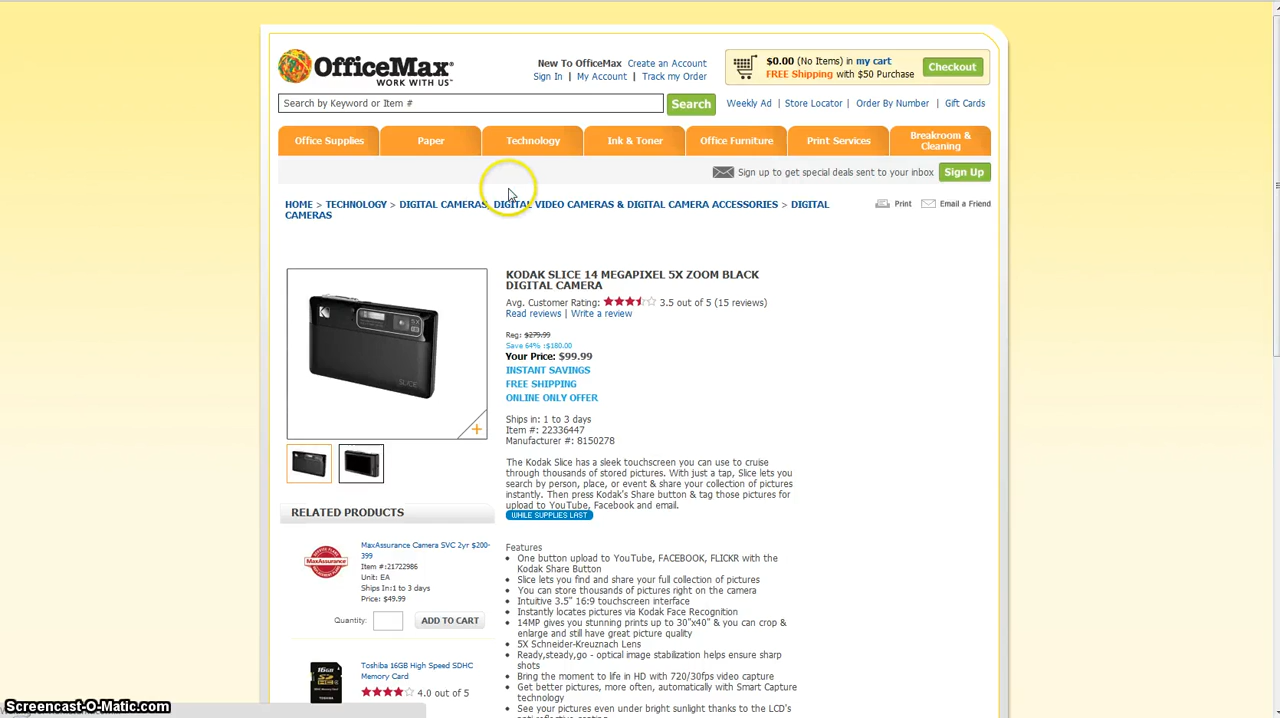 OfficeMax
WORK WITH US™
New To OfficeMax Create an Account
Sign In | My Account | Track my Order
$0.00 (No Items) in my cart
FREE Shipping with $50 Purchase
Checkout
Search by Keyword or Item #
Search
Weekly Ad | Store Locator | Order By Number | Gift Cards
Office Supplies
Paper
Technology
Ink & Toner
Office Furniture
Print Services
Breakroom &
Cleaning
Sign up to get special deals sent to your inbox
Sign Up
HOME > TECHNOLOGY > DIGITAL CAMERAS, DIGITAL VIDEO CAMERAS & DIGITAL CAMERA ACCESSORIES > DIGITAL
CAMERAS
Print
Email a Friend
KODAK SLICE 14 MEGAPIXEL 5X ZOOM BLACK
DIGITAL CAMERA
Avg. Customer Rating: 3.5 out of 5 (15 reviews)
Read reviews | Write a review
Reg: $279.99
Save 64% :$180.00
Your Price: $99.99
INSTANT SAVINGS
FREE SHIPPING
ONLINE ONLY OFFER
Ships in: 1 to 3 days
Item #: 22336447
Manufacturer #: 8150278
The Kodak Slice has a sleek touchscreen you can use to cruise
through thousands of stored pictures. With just a tap, Slice lets you
search by person, place, or event & share your collection of pictures
instantly. Then press Kodak's Share button & tag those pictures for
upload to YouTube, Facebook and email.
WHILE SUPPLIES LAST
Features
• One button upload to YouTube, FACEBOOK, FLICKR with the
Kodak Share Button
• Slice lets you find and share your full collection of pictures
• You can store thousands of pictures right on the camera
• Intuitive 3.5" 16:9 touchscreen interface
• Instantly locates pictures via Kodak Face Recognition
• 14MP gives you stunning prints up to 30"x40" & you can crop &
enlarge and still have great picture quality
• 5X Schneider-Kreuznach Lens
• Ready,steady,go - optical image stabilization helps ensure sharp
shots
• Bring the moment to life in HD with 720/30fps video capture
• Get better pictures, more often, automatically with Smart Capture
technology
• See your pictures even under bright sunlight thanks to the LCD's
SLICE
RELATED PRODUCTS
MaxAssurance Camera SVC 2yr $200-
399
Item #:21722986
Unit: EA
Ships In:1 to 3 days
Price: $49.99
Quantity:
ADD TO CART
MaxAssurance
Toshiba 16GB High Speed SDHC
Memory Card
4.0 out of 5
16GB
Screencast-O-Matic.com